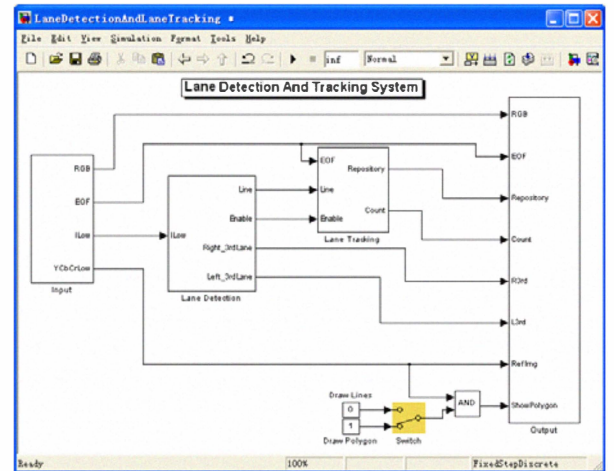 LaneDetectionAndLaneTracking
File Edit View Simulation Format Tools Help
inf Normal
Lane Detection And Tracking System
RGB
EOF
ILow
YCbCrLow
Input
ILow
Line
Enable
Right_3rdLane
Left_3rdLane
Lane Detection
EOF
Line
Enable
Repository
Count
Lane Tracking
RGB
EOF
Repository
Count
R3rd
L3rd
RefImg
ShowPolygon
Output
Draw Lines
0
1
Draw Polygon
Switch
AND
Ready 100% FixedStepDiscrete